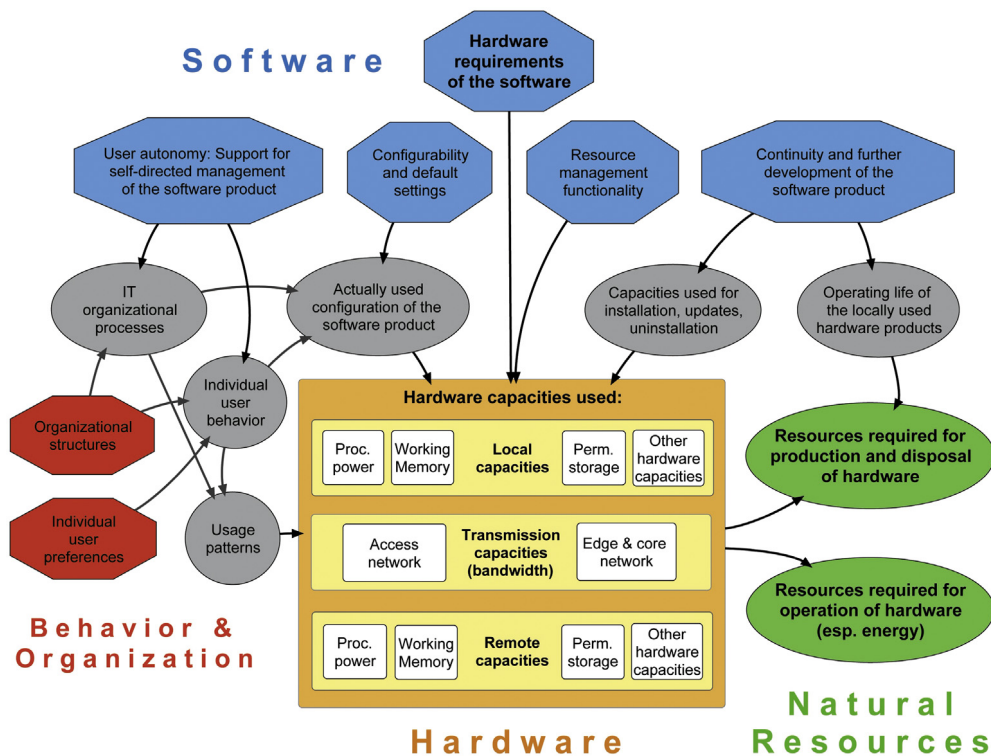 Software
Hardware
requirements
of the software
User autonomy: Support for
self-directed management
of the software product
Configurability
and default
settings
Resource
management
functionality
Continuity and further
development of the
software product
IT
organizational
processes
Actually used
configuration of the
software product
Capacities used for
installation, updates,
uninstallation
Operating life of
the locally used
hardware products
Individual
user
behavior
Organizational
structures
Individual
user
preferences
Usage
patterns
Hardware capacities used:
Proc.
power
Working
Memory
Local
capacities
Perm.
storage
Other
hardware
capacities
Access
network
Transmission
capacities
(bandwidth)
Edge & core
network
Proc.
power
Working
Memory
Remote
capacities
Perm.
storage
Other
hardware
capacities
Resources required for
production and disposal
of hardware
Resources required for
operation of hardware
(esp. energy)
Behavior &
Organization
Hardware
Natural
Resources